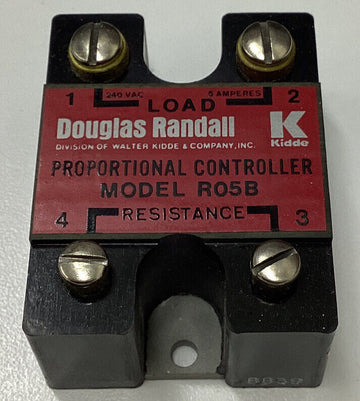 1 240 VAC 5 AMPERES 2
LOAD
Douglas Randall K
DIVISION OF WALTER KIDDE & COMPANY, INC. Kidde
PROPORTIONAL CONTROLLER
MODEL R05B
4 RESISTANCE 3